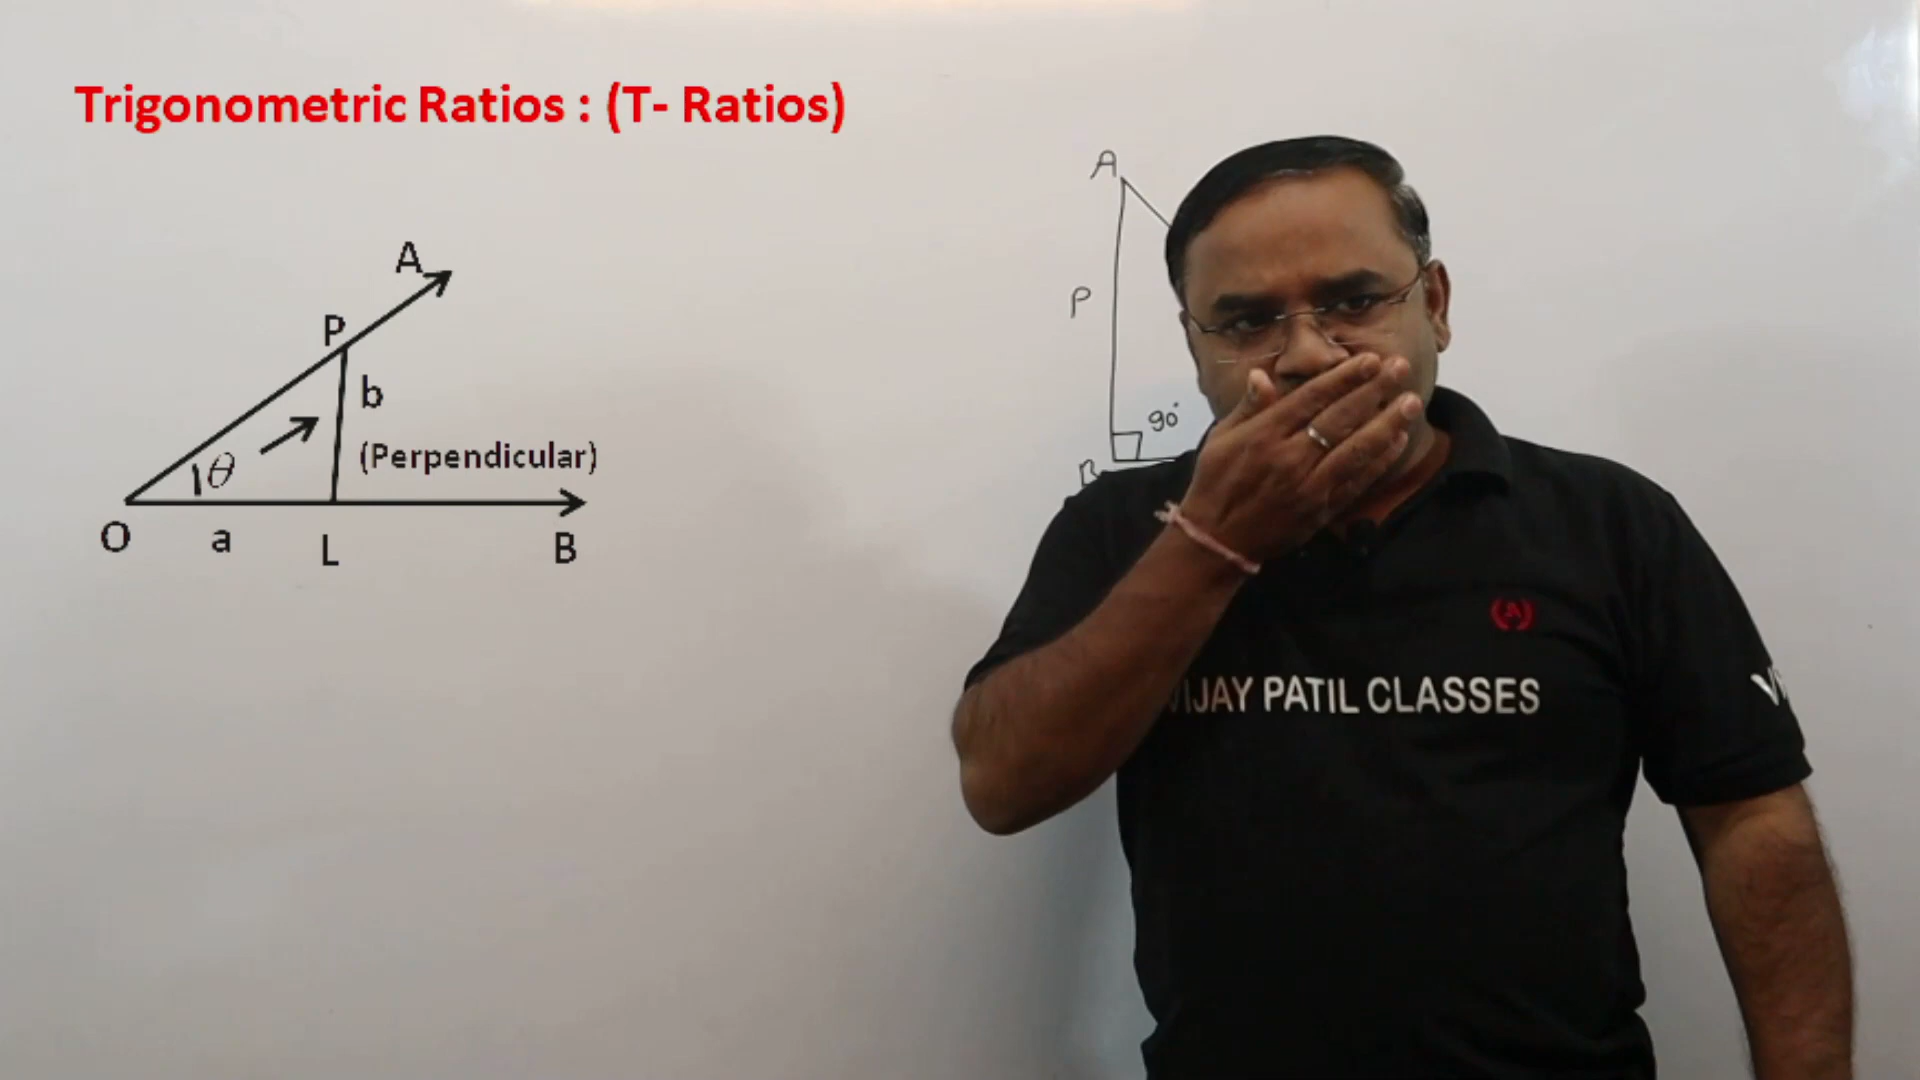 Trigonometric Ratios : (T- Ratios)
A
P
b
(Perpendicular)
θ
O
a
L
B
A
P
90°
B
VIJAY PATIL CLASSES